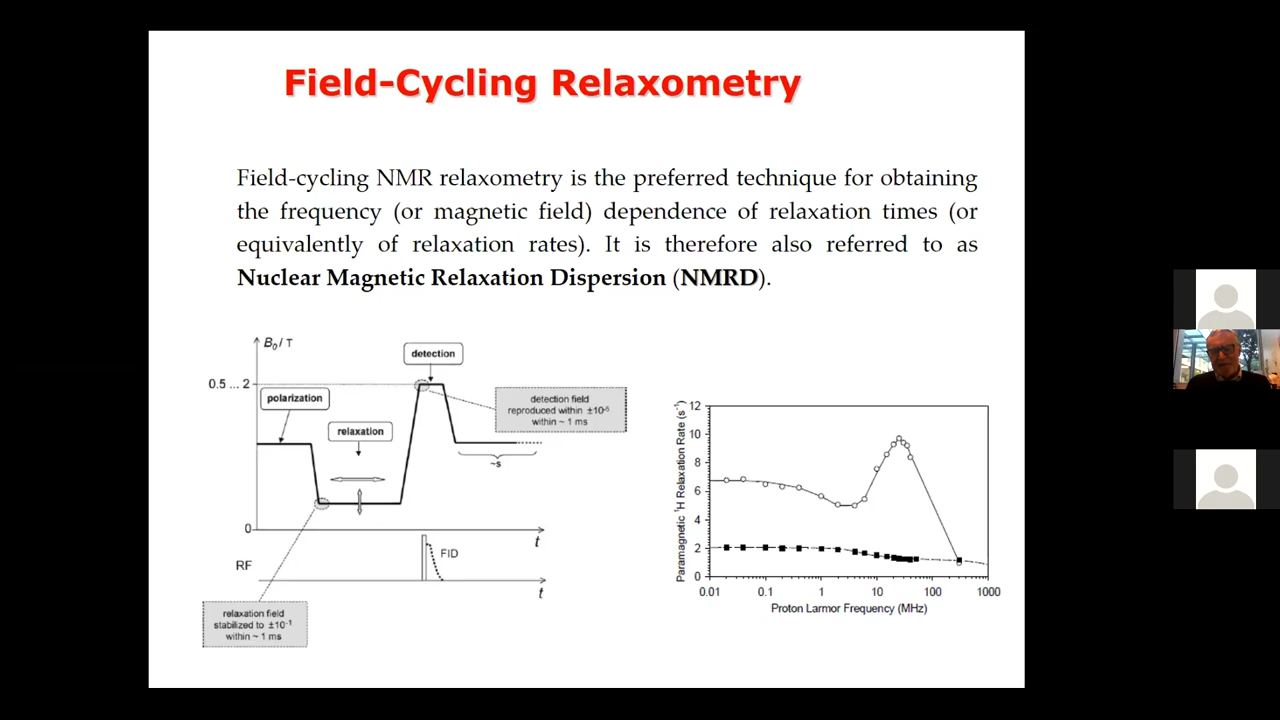 Field-Cycling Relaxometry
Field-cycling NMR relaxometry is the preferred technique for obtaining
the frequency (or magnetic field) dependence of relaxation times (or
equivalently of relaxation rates). It is therefore also referred to as
Nuclear Magnetic Relaxation Dispersion (NMRD).
B0/T
detection
0.5 ... 2
polarization
detection field
reproduced within ±10-5
within ~ 1 ms
relaxation
~s
0
t
RF
FID
t
relaxation field
stabilized to ±10-1
within ~ 1 ms
Paramagnetic 1H Relaxation Rate (s-1)
12
10
8
6
4
2
0
0.01 0.1 1 10 100 1000
Proton Larmor Frequency (MHz)